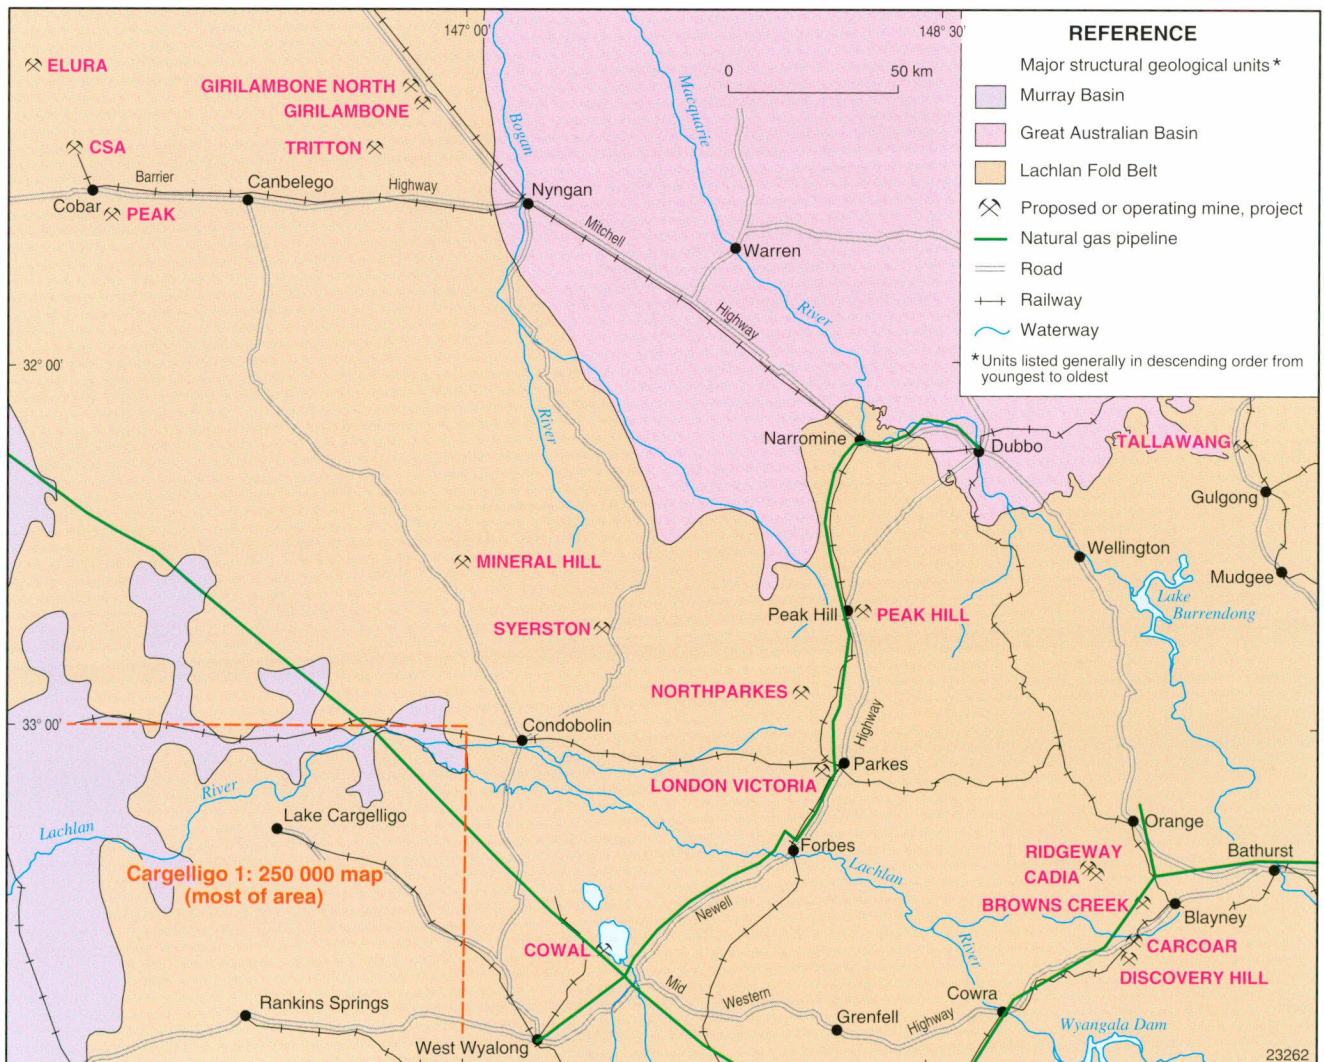 147° 00'
148° 30'
REFERENCE
Major structural geological units *
Murray Basin
Great Australian Basin
Lachlan Fold Belt
Proposed or operating mine, project
Natural gas pipeline
Road
Railway
Waterway
* Units listed generally in descending order from
youngest to oldest
0
50 km
ELURA
GIRILAMBONE NORTH
GIRILAMBONE
CSA
TRITTON
Bogan
Macquarie
Barrier
Canbelego
Highway
Nyngan
Cobar
PEAK
Mitchell
Warren
Highway
River
32° 00'
River
Narromine
Dubbo
TALLAWANG
Gulgong
MINERAL HILL
Wellington
Mudgee
Lake
Burrendong
SYERSTON
Peak Hill
PEAK HILL
NORTHPARKES
Highway
33° 00'
Condobolin
Parkes
LONDON VICTORIA
River
Lachlan
Lake Cargelligo
Orange
Forbes
Bathurst
Cargelligo 1: 250 000 map
(most of area)
Lachlan
RIDGEWAY
CADIA
BROWNS CREEK
Newell
Blayney
COWAL
River
CARCOAR
DISCOVERY HILL
Mid
Western
Cowra
Rankins Springs
Grenfell
Highway
Wyangala Dam
West Wyalong
23262